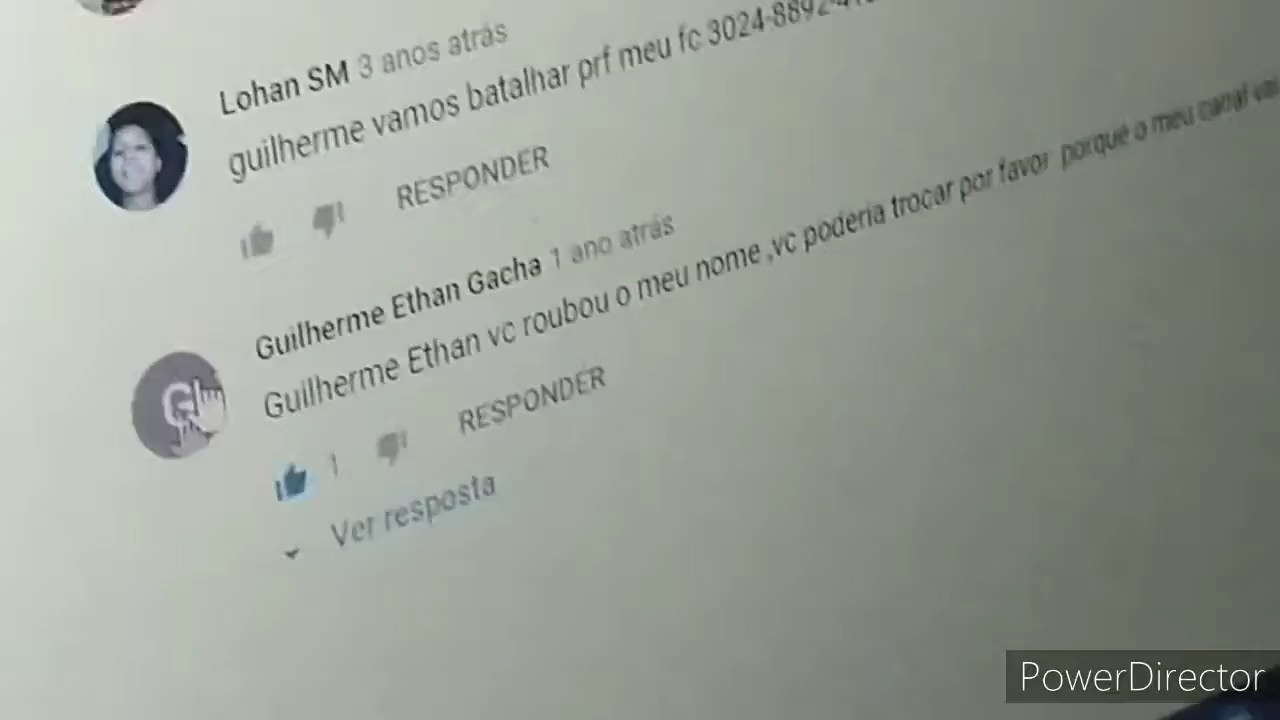 Lohan SM 3 anos atrás
guilherme vamos batalhar prf meu fc 3024-8892-
RESPONDER
Guilherme Ethan Gacha 1 ano atrás
Guilherme Ethan vc roubou o meu nome ,vc poderia trocar por favor porque o meu canal vai
1
RESPONDER
Ver resposta
PowerDirector